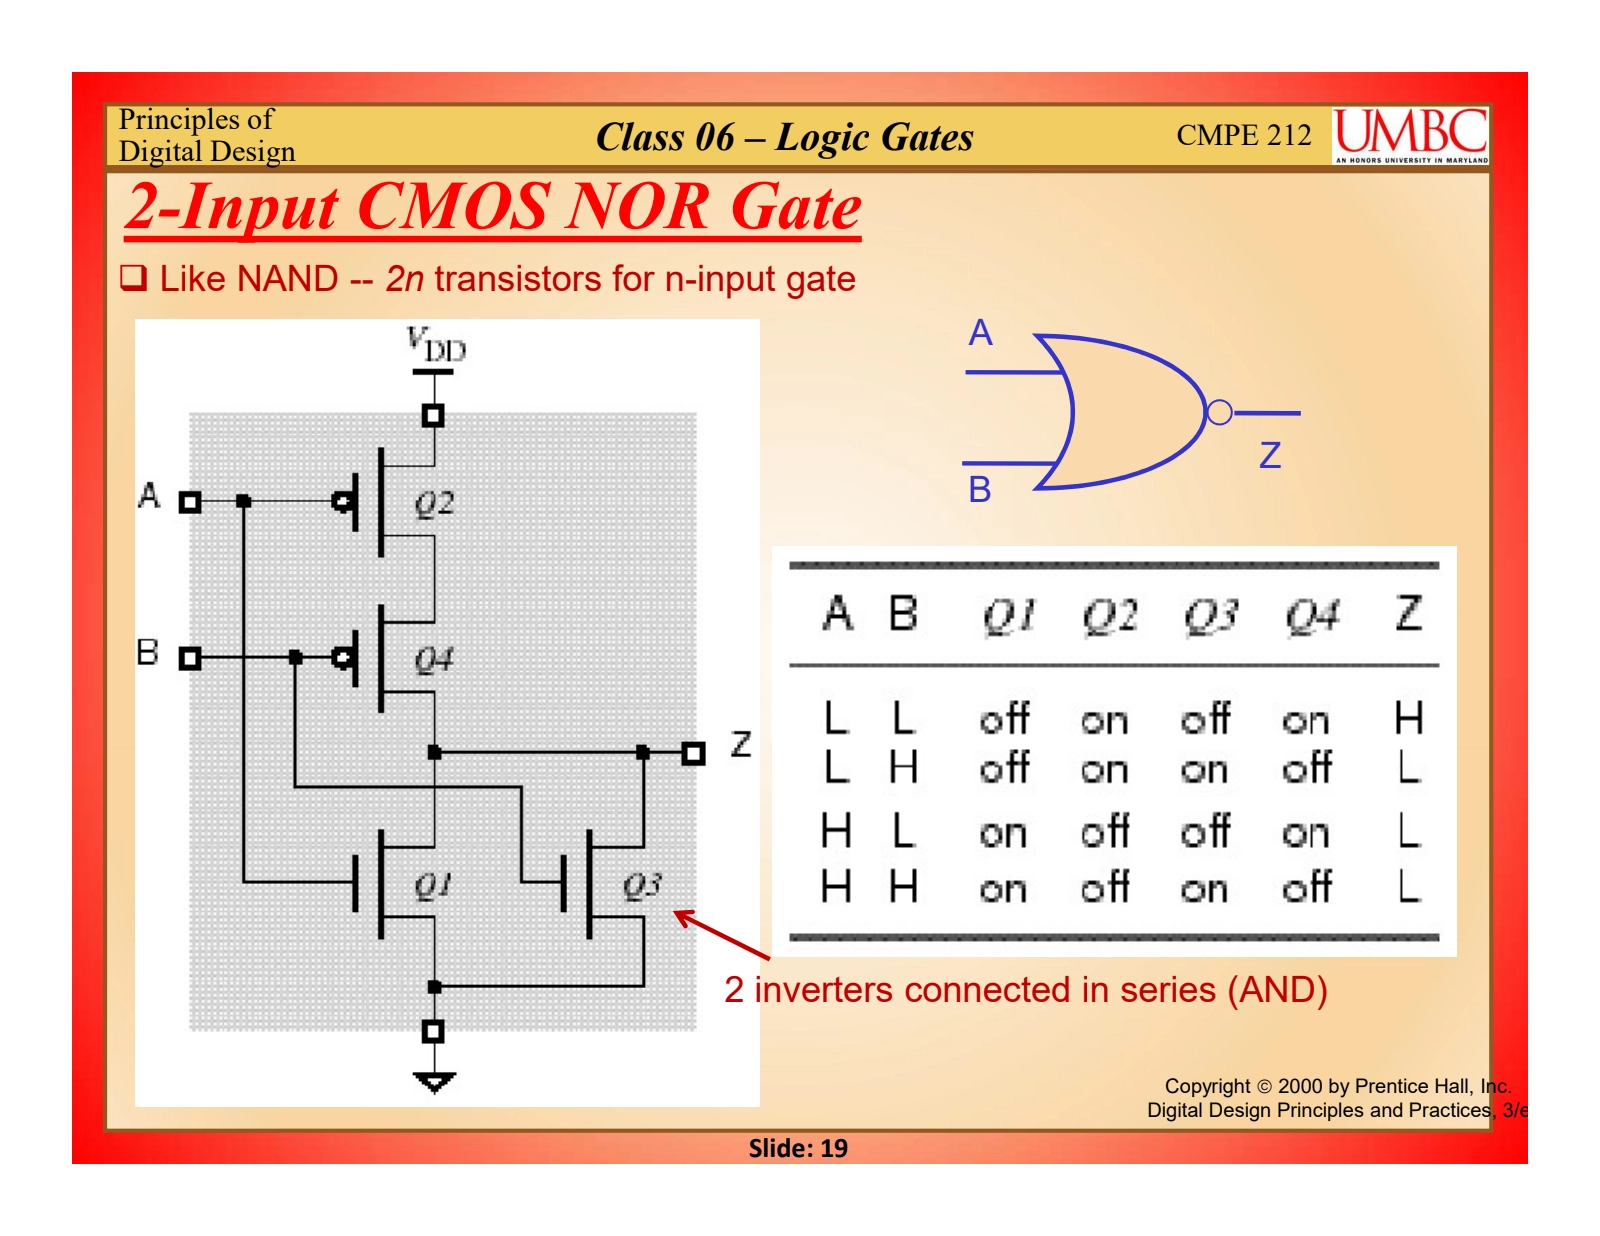 Principles of
Digital Design
Class 06 – Logic Gates
CMPE 212
UMBC
AN HONORS UNIVERSITY IN MARYLAND
2-Input CMOS NOR Gate
❑ Like NAND -- 2n transistors for n-input gate
VDD
A
Q2
B
Q4
Z
Q1
Q3
A
B
Z
A B Q1 Q2 Q3 Q4 Z
L L off on off on H
L H off on on off L
H L on off off on L
H H on off on off L
2 inverters connected in series (AND)
Copyright © 2000 by Prentice Hall, Inc.
Digital Design Principles and Practices, 3/e
Slide: 19